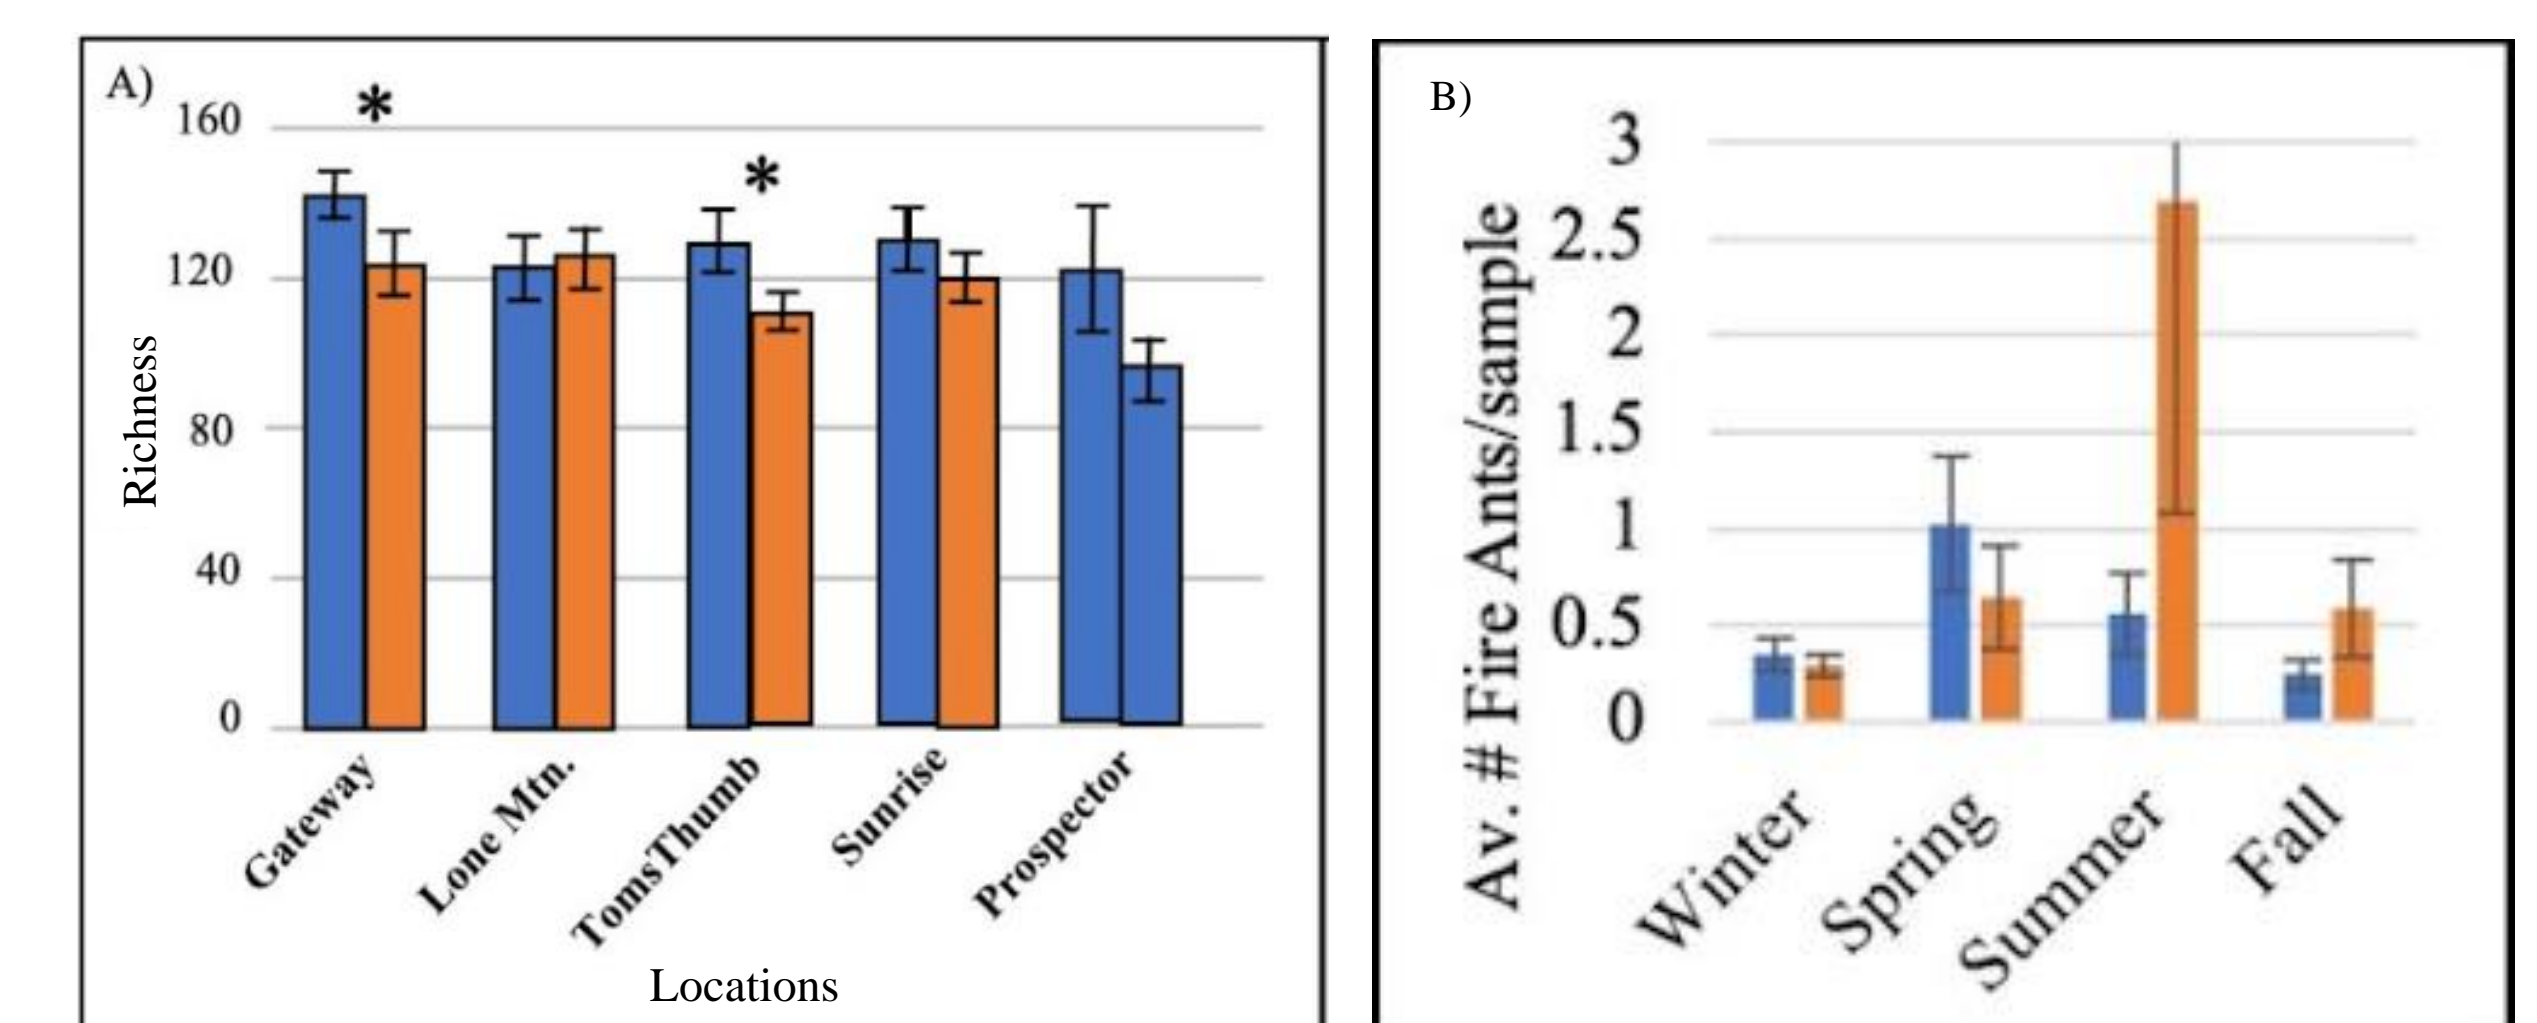 A)
*
*
160
120
80
40
0
Richness
Gateway
Lone Mtn.
TomsThumb
Sunrise
Prospector
Locations
B)
3
2.5
2
1.5
1
0.5
0
Av. # Fire Ants/sample
Winter
Spring
Summer
Fall